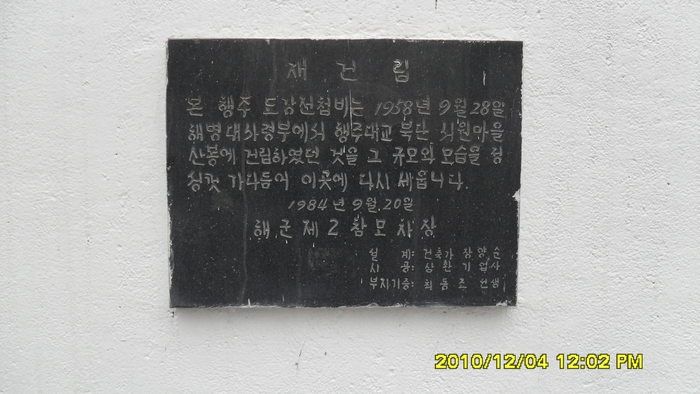 재 건 립
본 행주 도강전첩비는 1958년 9월 28일
해병대사령부에서 행주대교 북단 시원마을
산봉에 건립하였던 것을 그 규모와 모습을 정
성껏 가다듬어 이곳에 다시 세웁니다.
1984년 9월 20일
해군제2참모차장
설 계: 건축가 장양순
시 공: 삼환기업사
부지기증: 최동조 선생
2010/12/04 12:02 PM